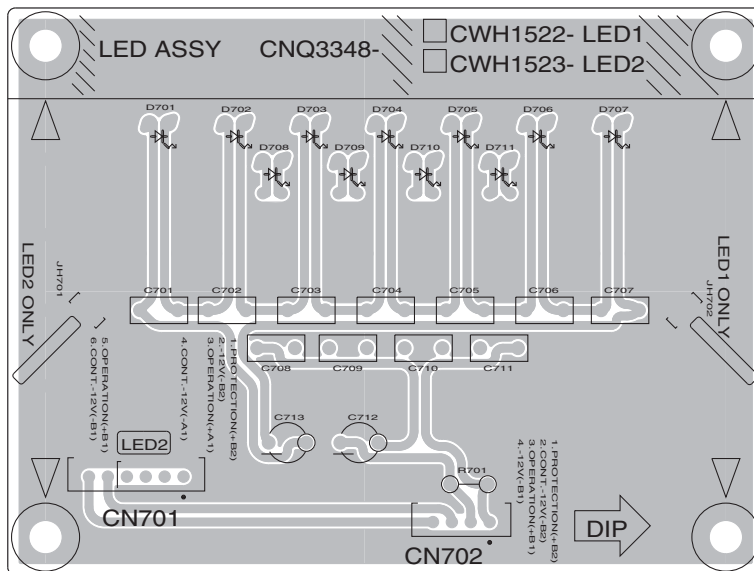 LED ASSY CNQ3348-
CWH1522- LED1
CWH1523- LED2
D701 D702 D703 D704 D705 D706 D707
D708 D709 D710 D711
LED2 ONLY
JH701
LED1 ONLY
JH702
C701 C702 C703 C704 C705 C706 C707
C708 C709 C710 C711
1.PROTECTION(+B2)
2.-12V(-B2)
3.OPERATION(+A1)
4.CONT.-12V(-A1)
5.OPERATION(+B1)
6.CONT.-12V(-B1)
C713 C712
LED2
R701
1.PROTECTION(+B2)
2.CONT.-12V(-B2)
3.OPERATION(+B1)
4.-12V(-B1)
CN701
CN702
DIP